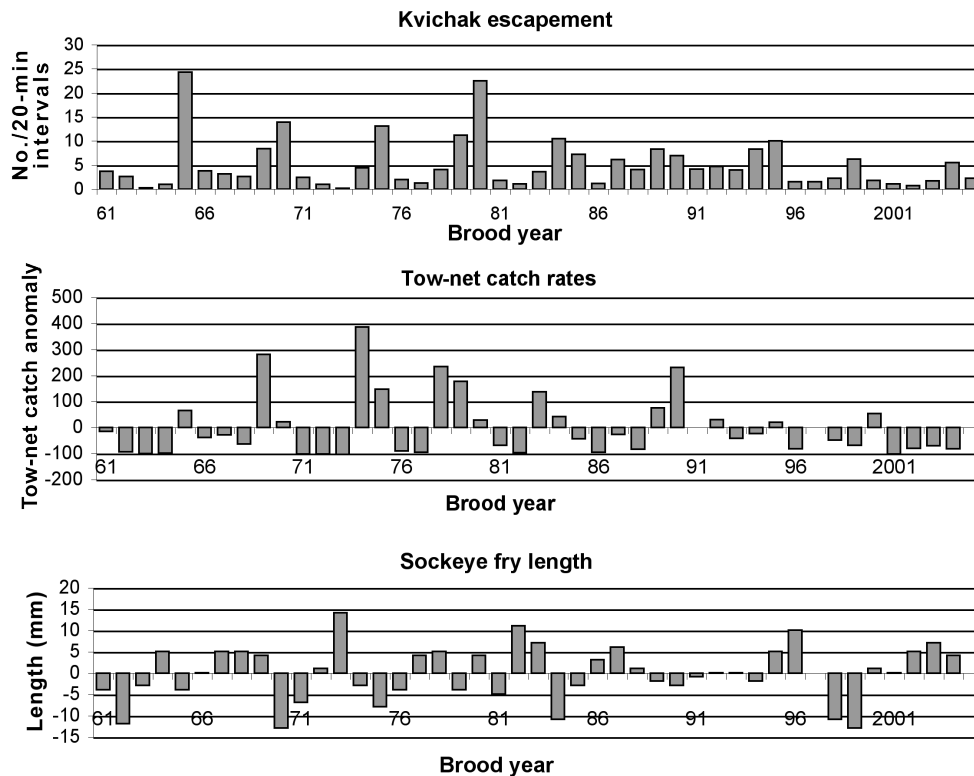 Kvichak escapement
No./20-min
intervals
30
25
20
15
10
5
0
61 66 71 76 81 86 91 96 2001
Brood year
Tow-net catch rates
Tow-net catch anomaly
500
400
300
200
100
0
-100
-200
61 66 71 76 81 86 91 96 2001
Brood year
Sockeye fry length
Length (mm)
20
15
10
5
0
-5
-10
-15
61 66 71 76 81 86 91 96 2001
Brood year